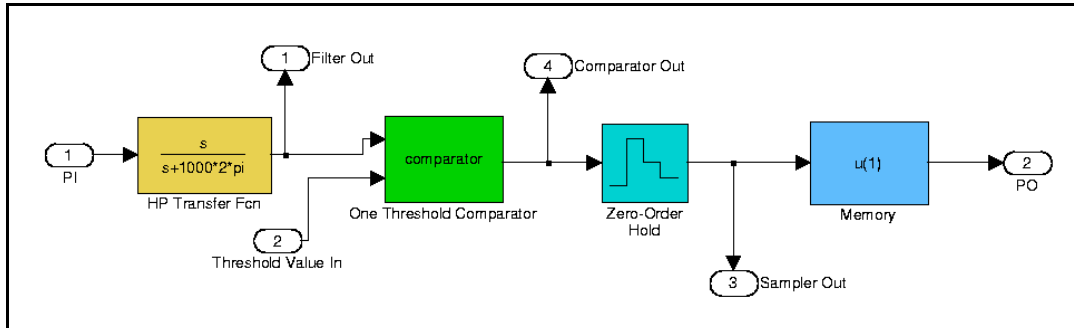 1
Filter Out
4
Comparator Out
1
PI
s
s+1000*2*pi
HP Transfer Fcn
comparator
One Threshold Comparator
2
Threshold Value In
Zero-Order
Hold
u(1)
Memory
2
PO
3
Sampler Out